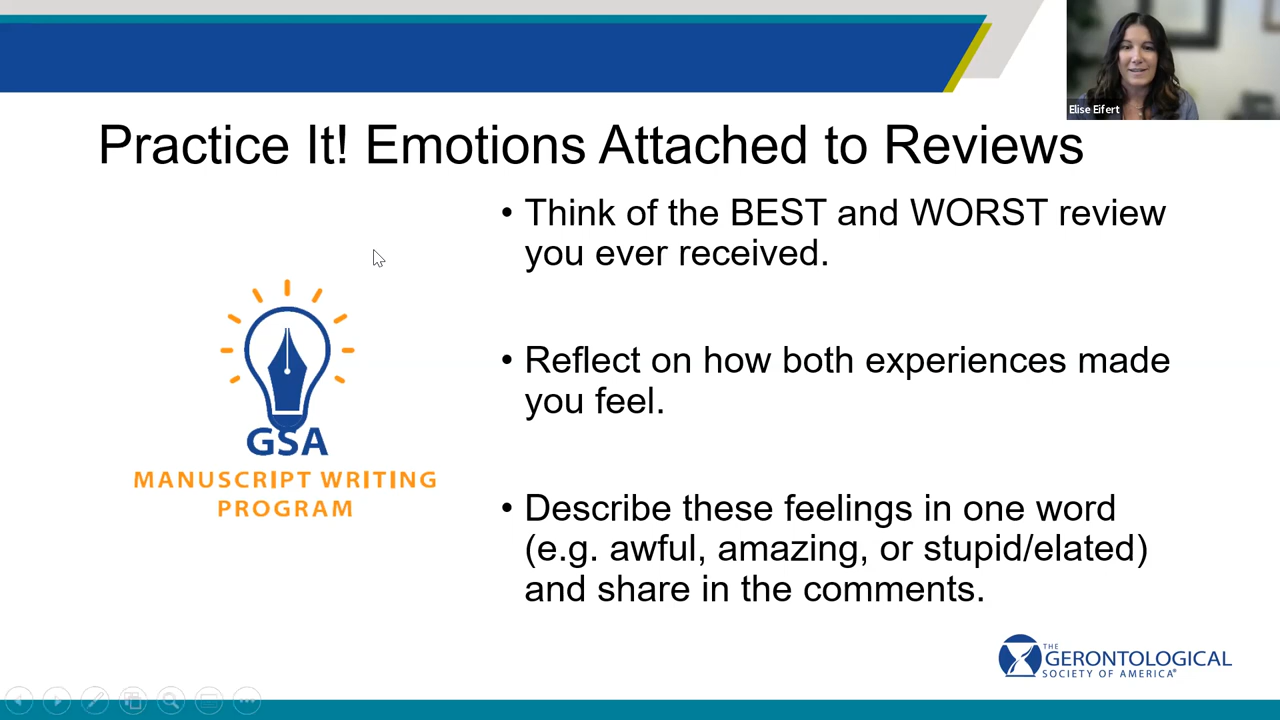 Elise Eifert
Practice It! Emotions Attached to Reviews
• Think of the BEST and WORST review
you ever received.
• Reflect on how both experiences made
you feel.
• Describe these feelings in one word
(e.g. awful, amazing, or stupid/elated)
and share in the comments.
GSA
MANUSCRIPT WRITING
PROGRAM
THE
GERONTOLOGICAL
SOCIETY OF AMERICA®